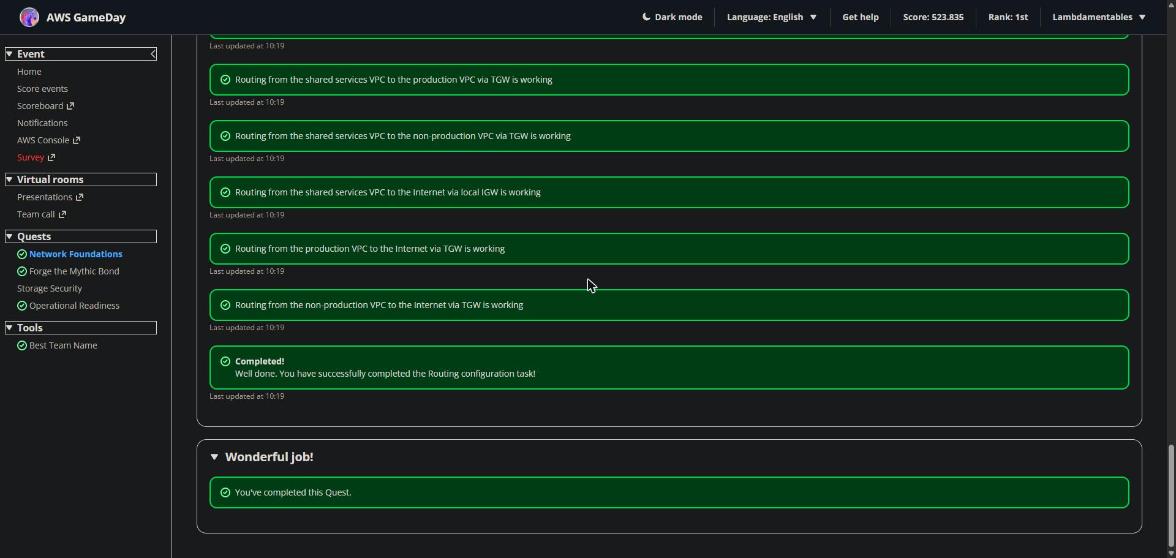 AWS GameDay
Dark mode
Language: English
Get help
Score: 523.835
Rank: 1st
Lambdamentables
Event
Home
Score events
Scoreboard
Notifications
AWS Console
Survey
Virtual rooms
Presentations
Team call
Quests
Network Foundations
Forge the Mythic Bond
Storage Security
Operational Readiness
Tools
Best Team Name
Last updated at 10:19
Routing from the shared services VPC to the production VPC via TGW is working
Last updated at 10:19
Routing from the shared services VPC to the non-production VPC via TGW is working
Last updated at 10:19
Routing from the shared services VPC to the Internet via local IGW is working
Last updated at 10:19
Routing from the production VPC to the Internet via TGW is working
Last updated at 10:19
Routing from the non-production VPC to the Internet via TGW is working
Last updated at 10:19
Completed!
Well done. You have successfully completed the Routing configuration task!
Last updated at 10:19
Wonderful job!
You've completed this Quest.